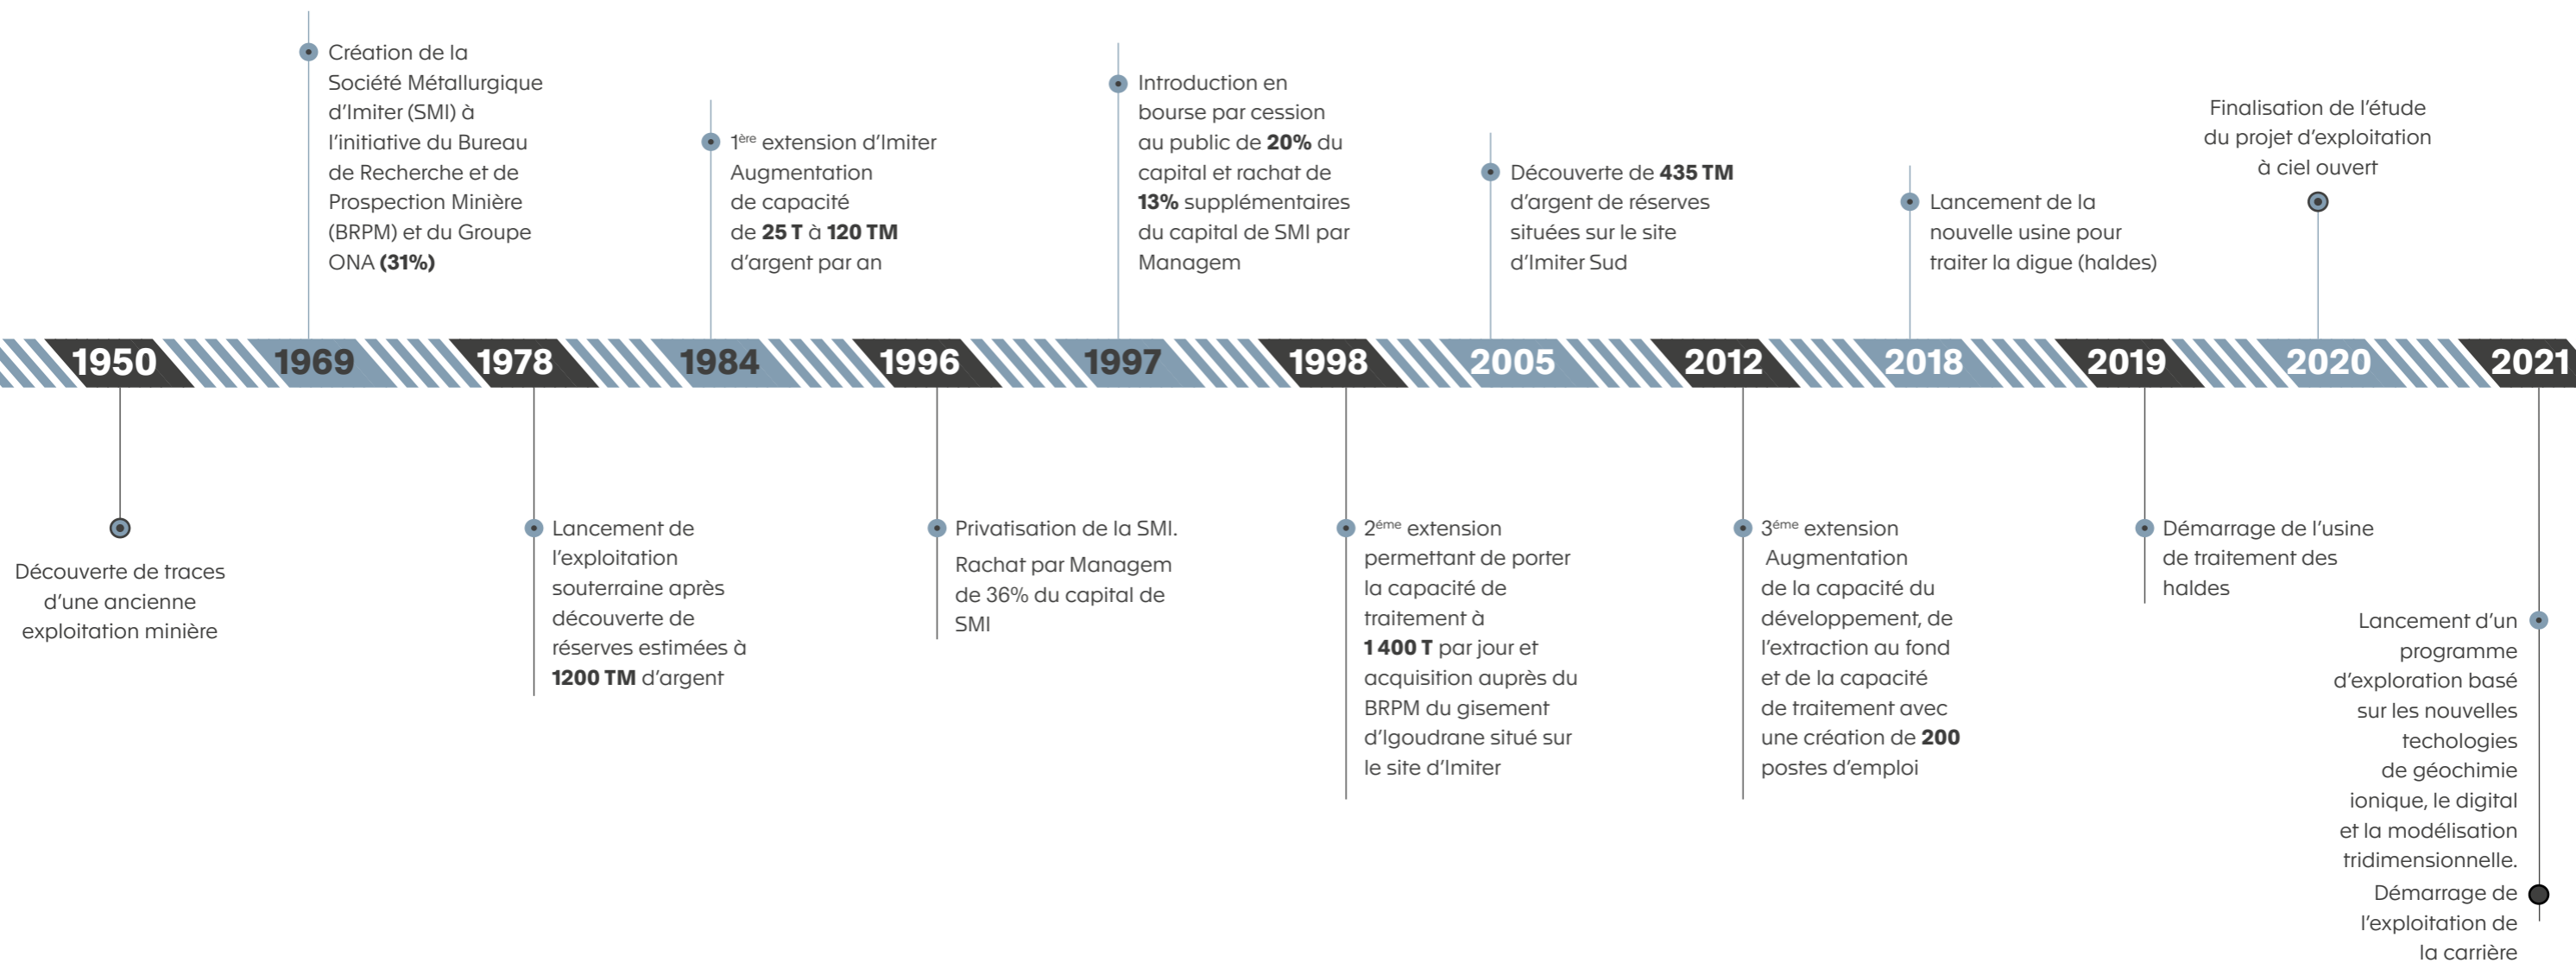 Création de la
Société Métallurgique
d'Imiter (SMI) à
l'initiative du Bureau
de Recherche et de
Prospection Minière
(BRPM) et du Groupe
ONA (31%)
1ère extension d'Imiter
Augmentation
de capacité
de 25 T à 120 TM
d'argent par an
Introduction en
bourse par cession
au public de 20% du
capital et rachat de
13% supplémentaires
du capital de SMI par
Managem
Découverte de 435 TM
d'argent de réserves
situées sur le site
d'Imiter Sud
Lancement de la
nouvelle usine pour
traiter la digue (haldes)
Finalisation de l'étude
du projet d'exploitation
à ciel ouvert
1950 1969 1978 1984 1996 1997 1998 2005 2012 2018 2019 2020 2021
Découverte de traces
d'une ancienne
exploitation minière
Lancement de
l'exploitation
souterraine après
découverte de
réserves estimées à
1200 TM d'argent
Privatisation de la SMI.
Rachat par Managem
de 36% du capital de
SMI
2éme extension
permettant de porter
la capacité de
traitement à
1 400 T par jour et
acquisition auprès du
BRPM du gisement
d'Igoudrane situé sur
le site d'Imiter
3éme extension
Augmentation
de la capacité du
développement, de
l'extraction au fond
et de la capacité
de traitement avec
une création de 200
postes d'emploi
Démarrage de l'usine
de traitement des
haldes
Lancement d'un
programme
d'exploration basé
sur les nouvelles
techologies
de géochimie
ionique, le digital
et la modélisation
tridimensionnelle.
Démarrage de
l'exploitation de
la carrière